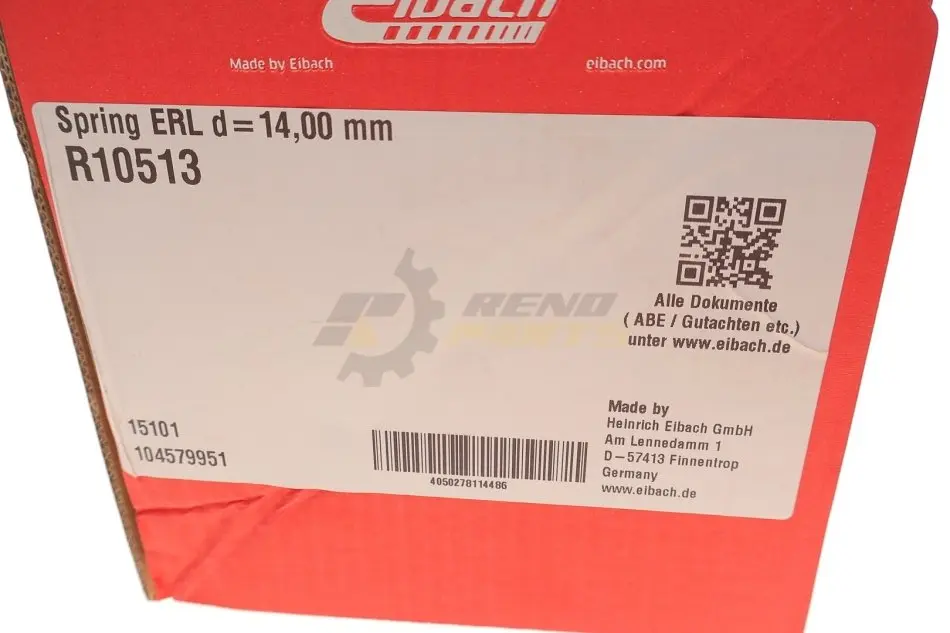 Eibach
Made by Eibach
eibach.com
Spring ERL d=14,00 mm
R10513
RENO
PARTS
Alle Dokumente
( ABE / Gutachten etc.)
unter www.eibach.de
15101
104579951
4050278114486
Made by
Heinrich Eibach GmbH
Am Lennedamm 1
D–57413 Finnentrop
Germany
www.eibach.de